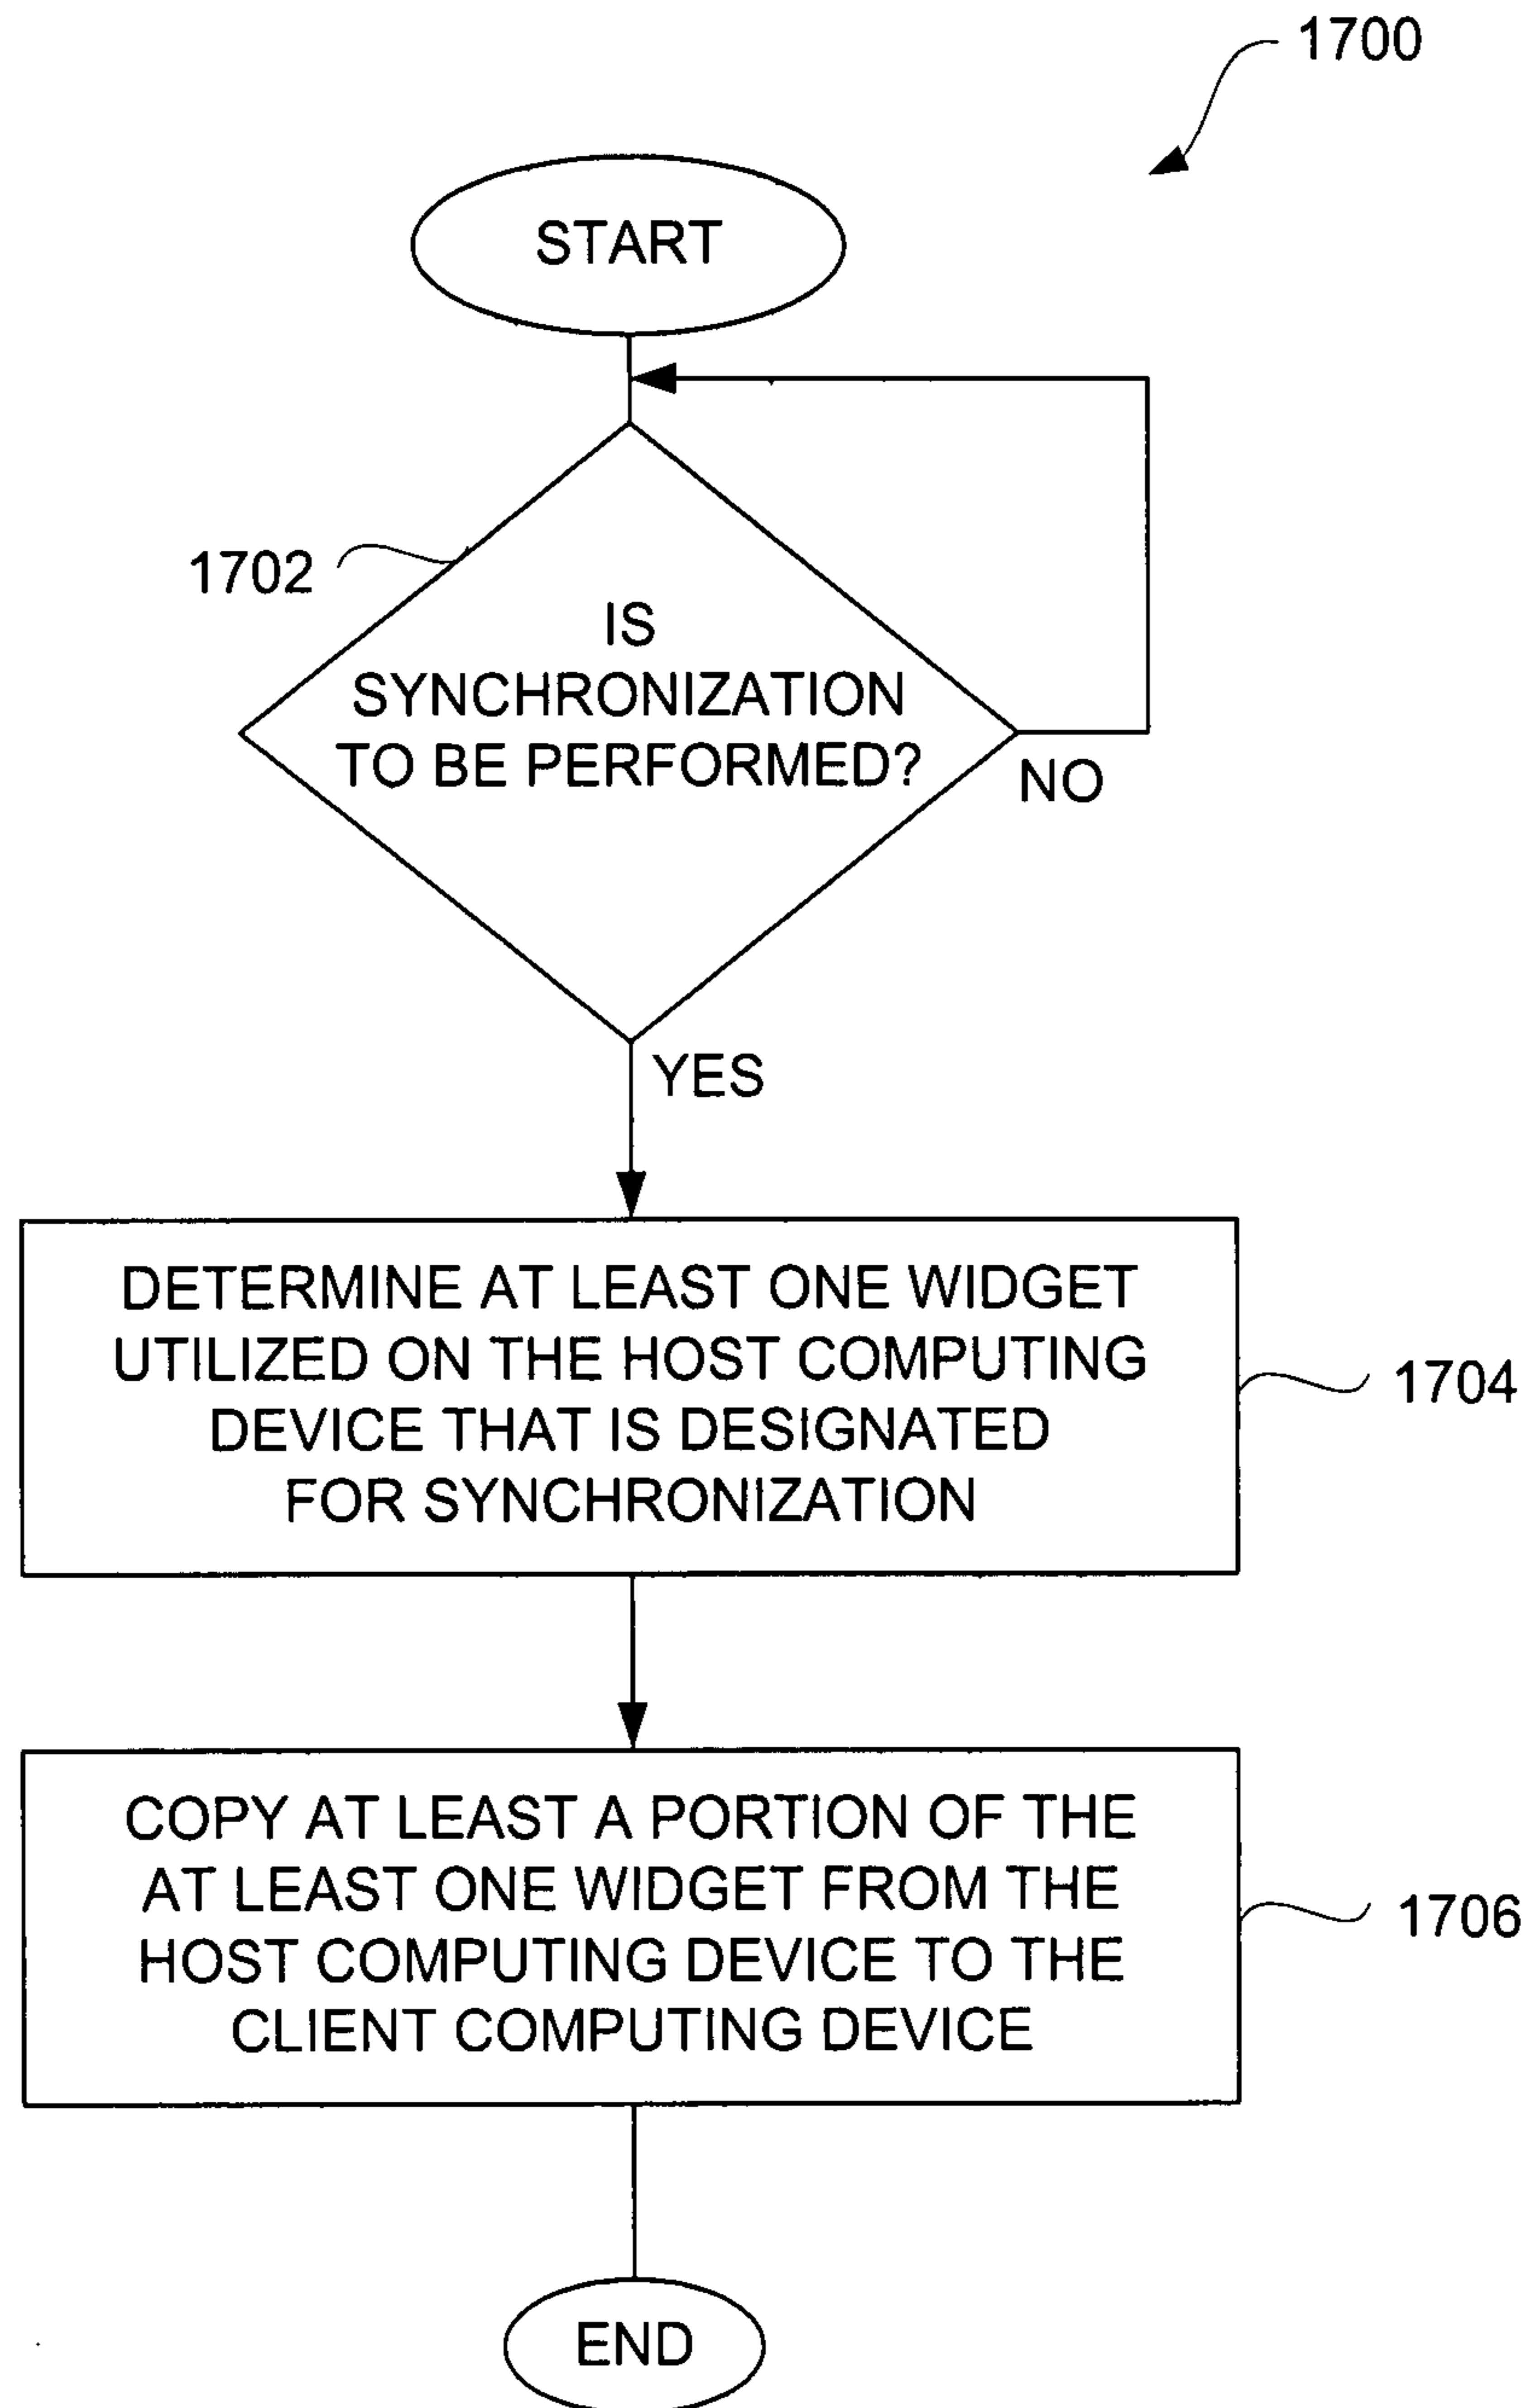 1700
START
1702
IS
SYNCHRONIZATION
TO BE PERFORMED?
NO
YES
DETERMINE AT LEAST ONE WIDGET
UTILIZED ON THE HOST COMPUTING
DEVICE THAT IS DESIGNATED
FOR SYNCHRONIZATION
1704
COPY AT LEAST A PORTION OF THE
AT LEAST ONE WIDGET FROM THE
HOST COMPUTING DEVICE TO THE
CLIENT COMPUTING DEVICE
1706
END